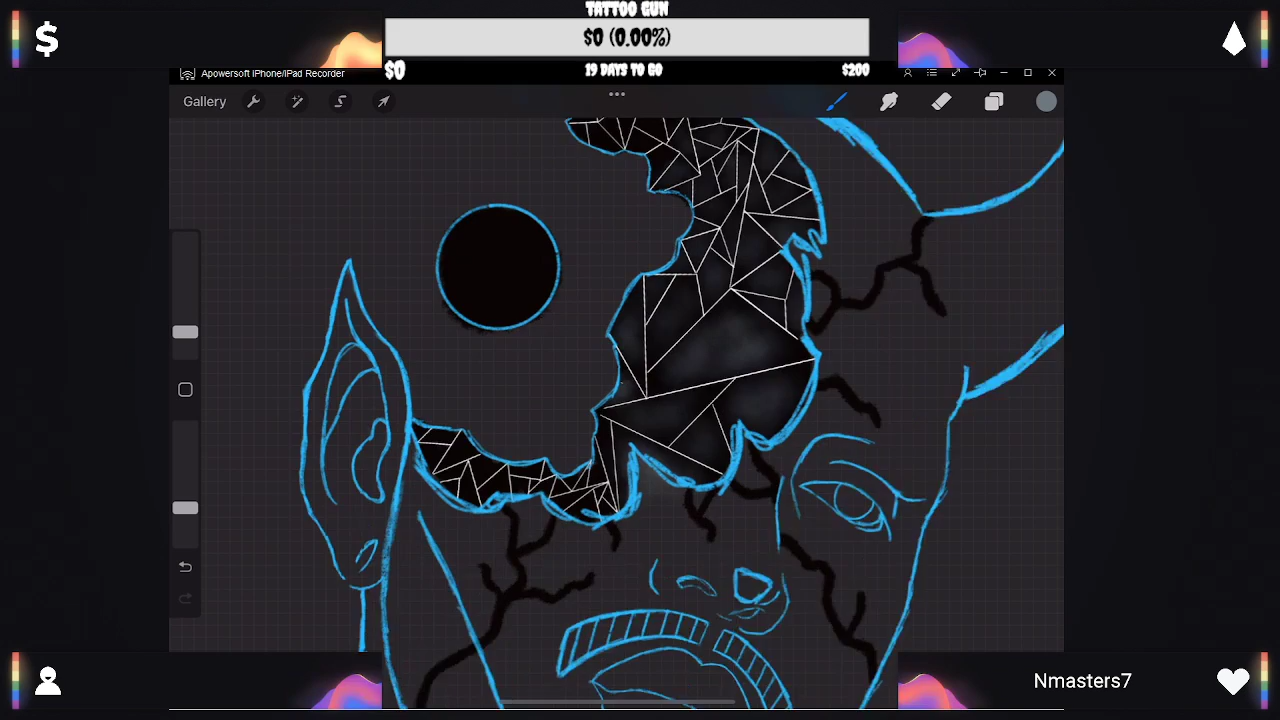 TATTOO GUN
$
$0 (0.00%)
$0
19 DAYS TO GO
$200
Apowersoft iPhone/iPad Recorder
Gallery
Nmasters7